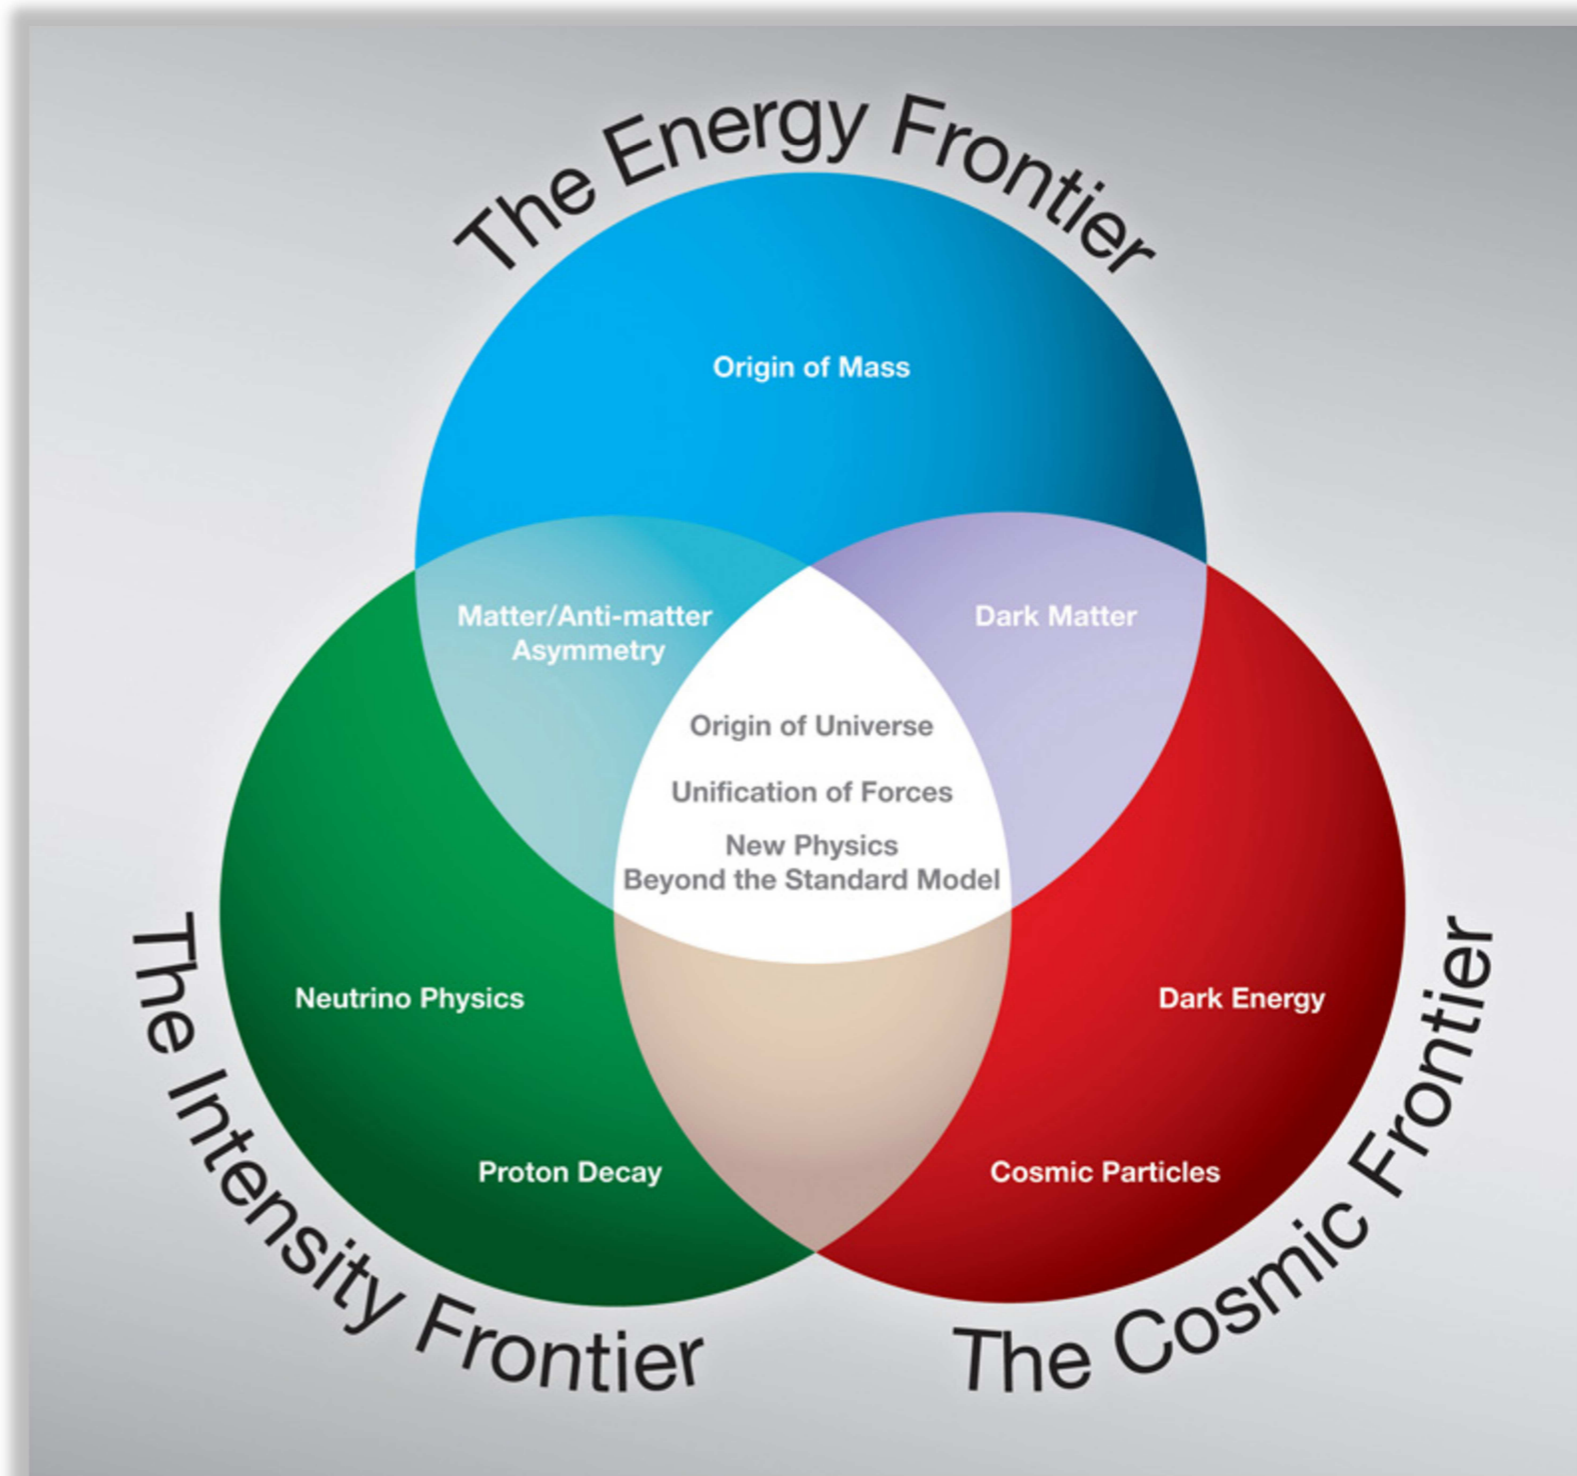 The Energy Frontier
Origin of Mass
Matter/Anti-matter
Asymmetry
Dark Matter
Origin of Universe
Unification of Forces
New Physics
Beyond the Standard Model
Neutrino Physics
Dark Energy
Proton Decay
Cosmic Particles
The Intensity Frontier
The Cosmic Frontier